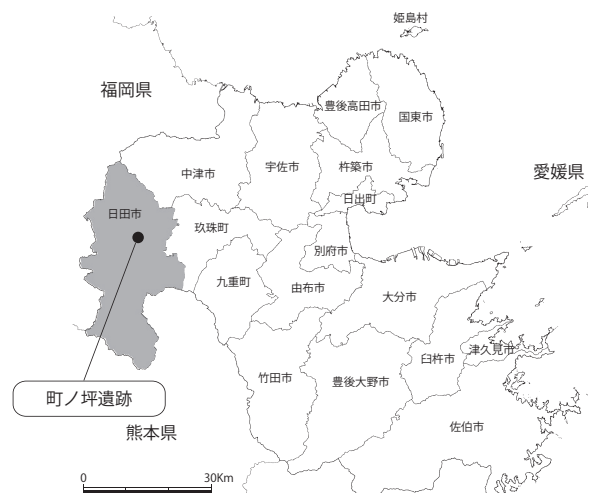 姫島村
福岡県
豊後高田市
国東市
中津市
宇佐市
杵築市
愛媛県
日出町
日田市
玖珠町
別府市
九重町
由布市
大分市
津久見市
臼杵市
竹田市
豊後大野市
町ノ坪遺跡
佐伯市
熊本県
0 30Km